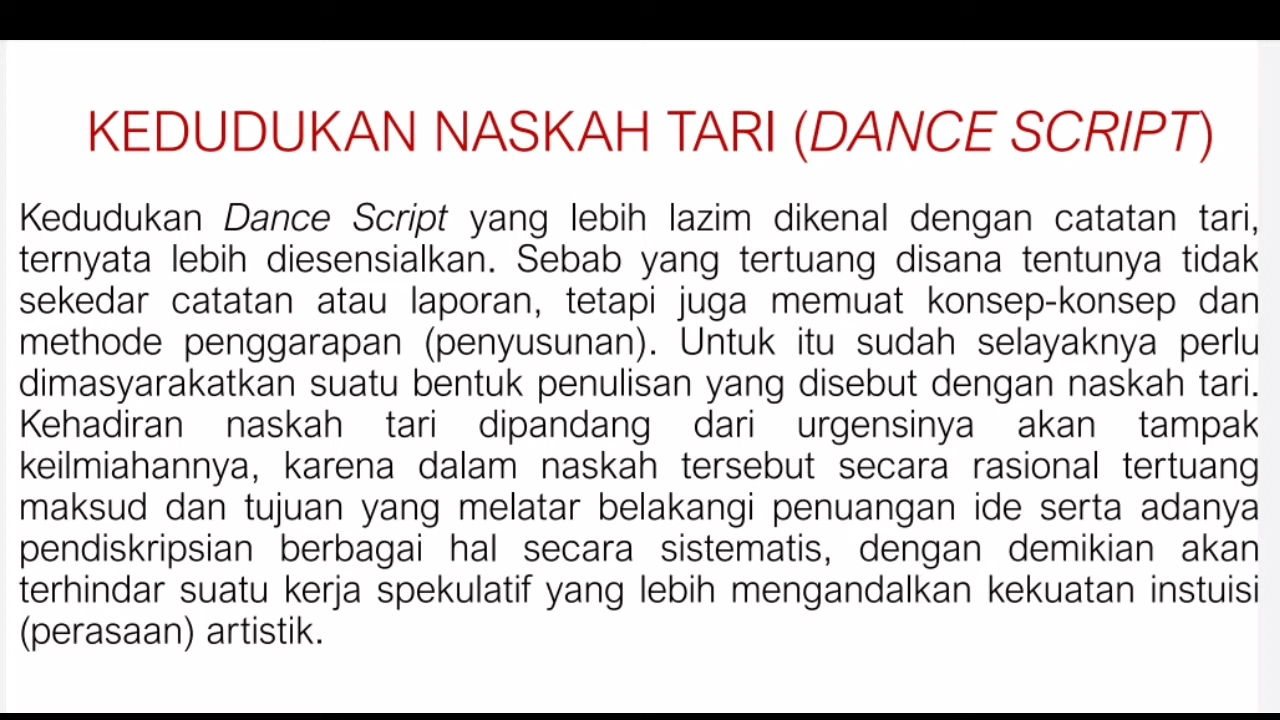 KEDUDUKAN NASKAH TARI (DANCE SCRIPT)
Kedudukan Dance Script yang lebih lazim dikenal dengan catatan tari,
ternyata lebih diesensialkan. Sebab yang tertuang disana tentunya tidak
sekedar catatan atau laporan, tetapi juga memuat konsep-konsep dan
methode penggarapan (penyusunan). Untuk itu sudah selayaknya perlu
dimasyarakatkan suatu bentuk penulisan yang disebut dengan naskah tari.
Kehadiran naskah tari dipandang dari urgensinya akan tampak
keilmiahannya, karena dalam naskah tersebut secara rasional tertuang
maksud dan tujuan yang melatar belakangi penuangan ide serta adanya
pendiskripsian berbagai hal secara sistematis, dengan demikian akan
terhindar suatu kerja spekulatif yang lebih mengandalkan kekuatan instuisi
(perasaan) artistik.